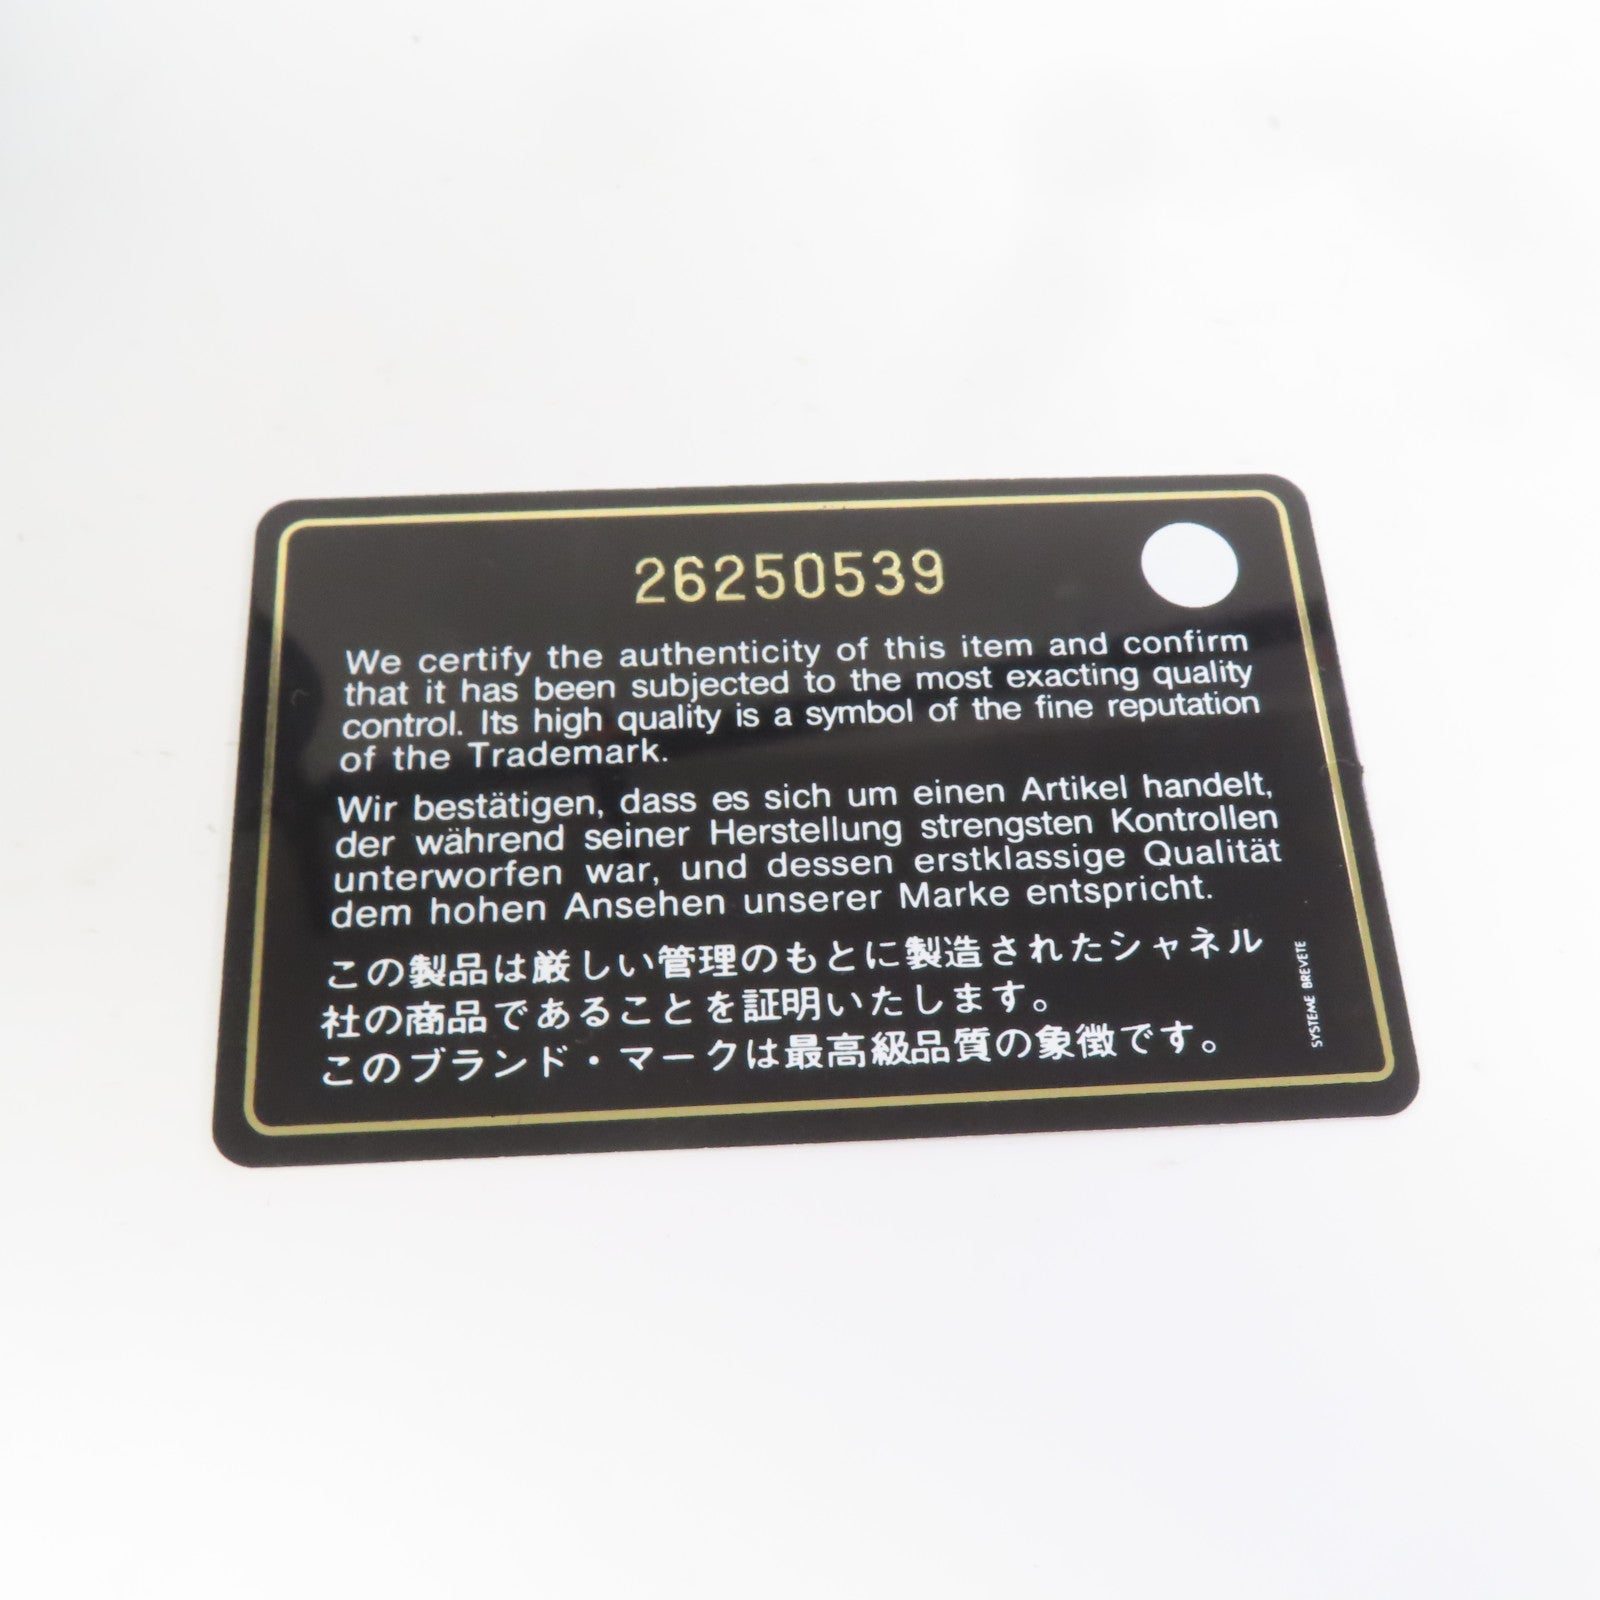 26250539
We certify the authenticity of this item and confirm
that it has been subjected to the most exacting quality
control. Its high quality is a symbol of the fine reputation
of the Trademark.
Wir bestätigen, dass es sich um einen Artikel handelt,
der während seiner Herstellung strengsten Kontrollen
unterworfen war, und dessen erstklassige Qualität
dem hohen Ansehen unserer Marke entspricht.
この製品は厳しい管理のもとに製造されたシャネル
社の商品であることを証明いたします。
このブランド・マークは最高級品質の象徴です。
SYSTEME BREVETE